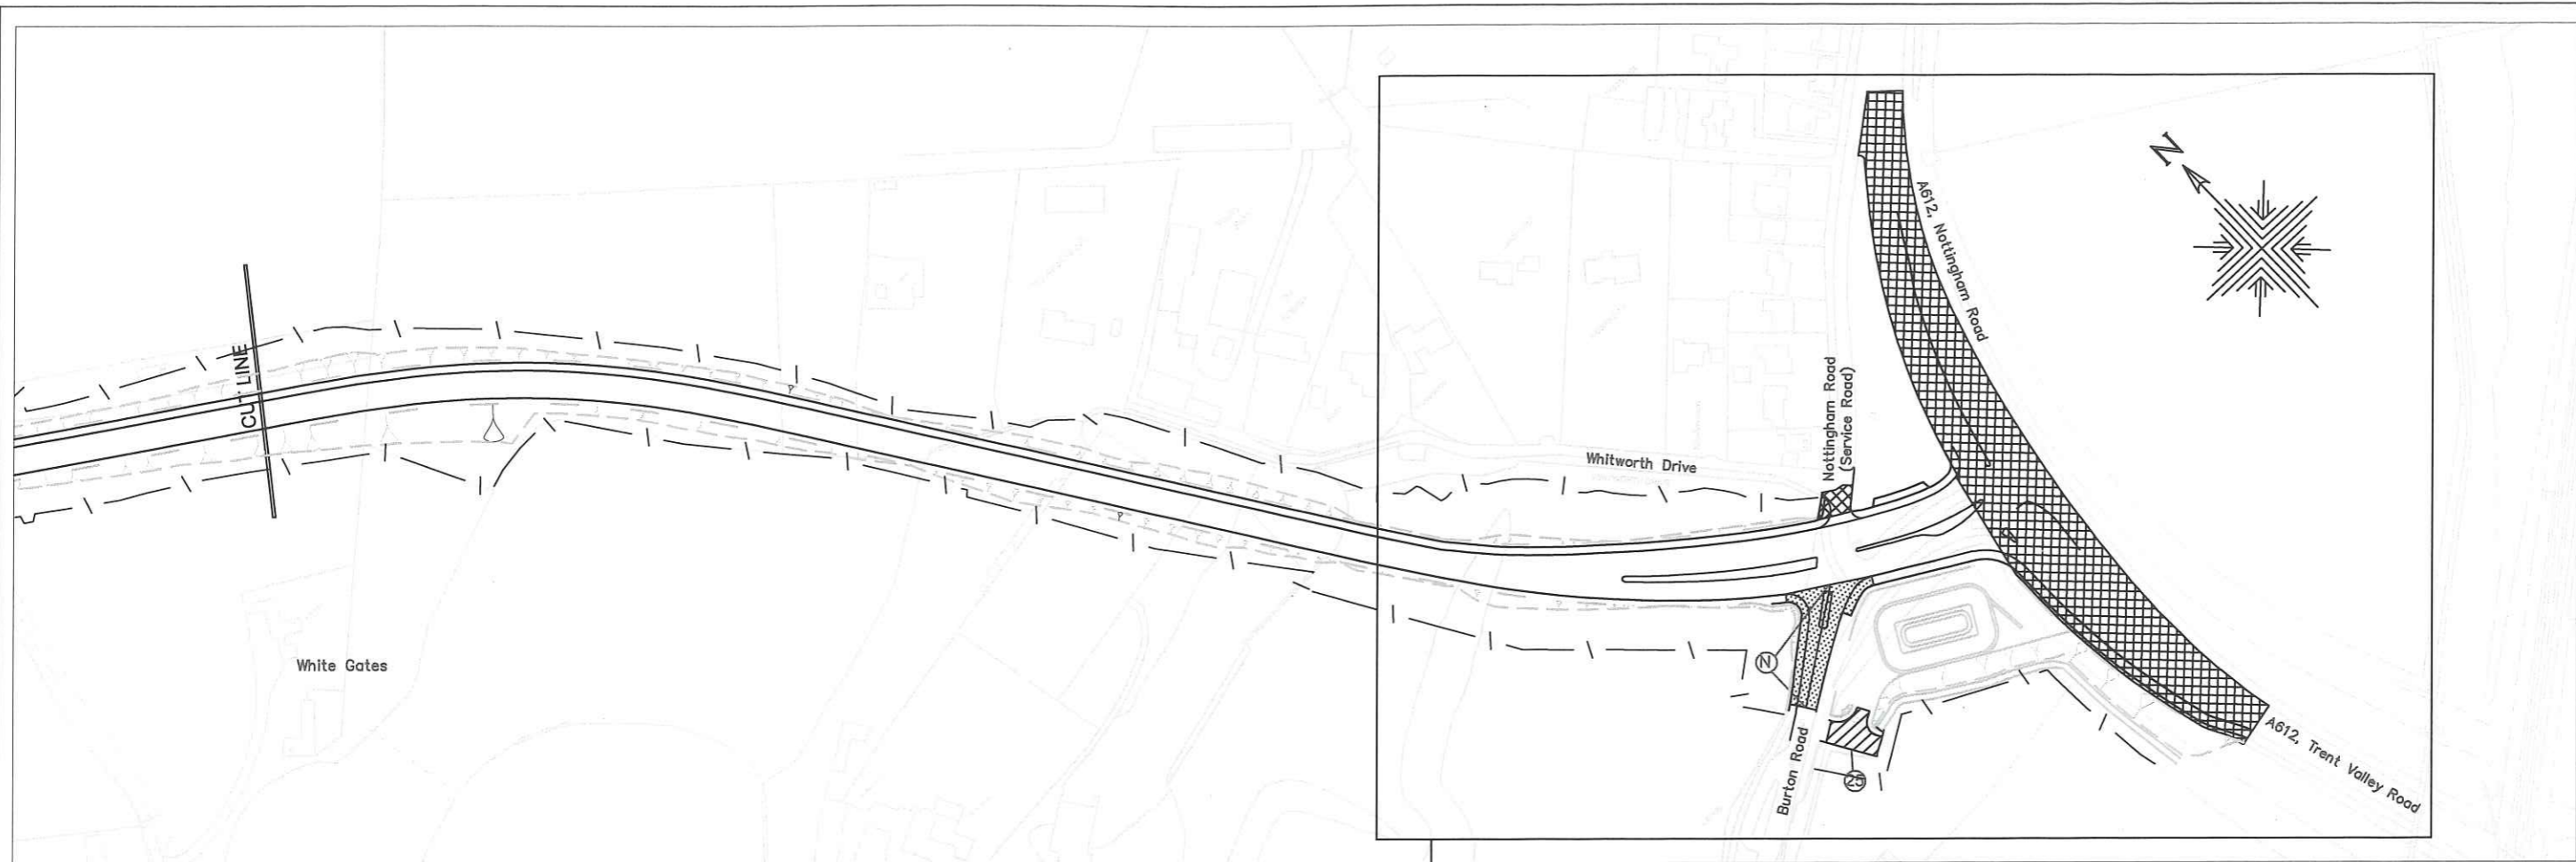 CUT LINE
White Gates
Whitworth Drive
Nottingham Road
(Service Road)
A612, Nottingham Road
N
N
25
Burton Road
A612, Trent Valley Road